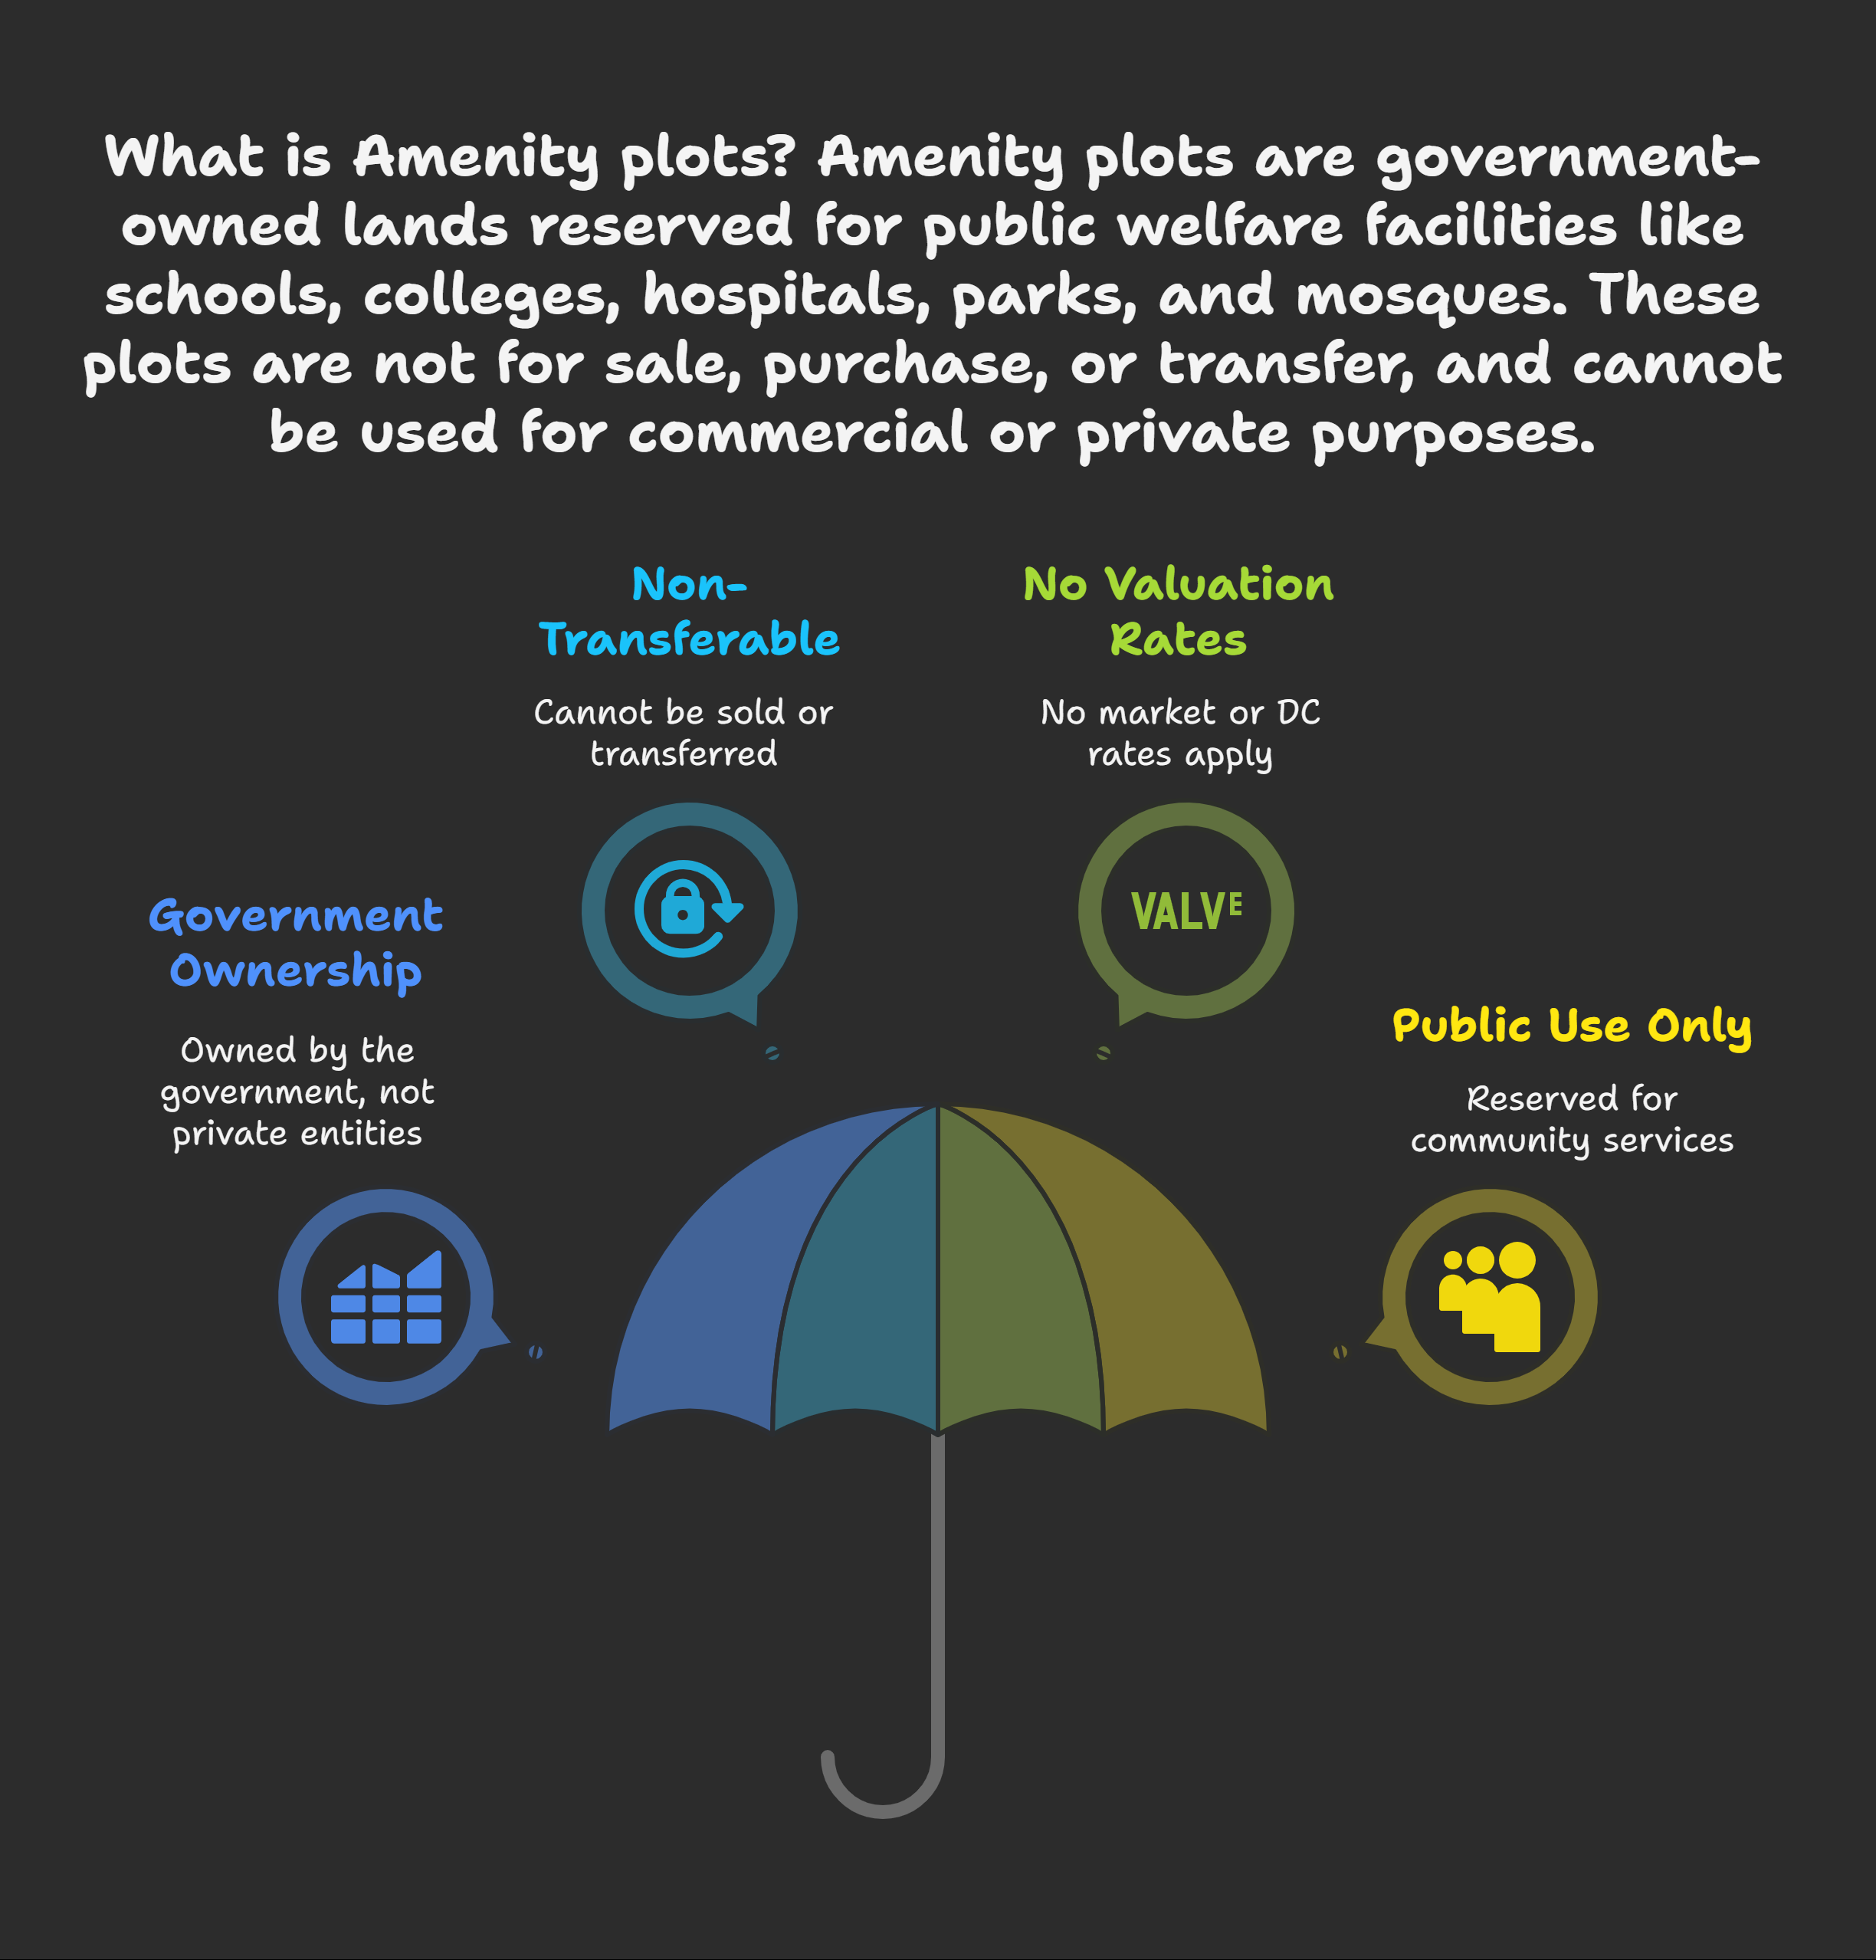 What is Amenity plots? Amenity plots are government-
owned lands reserved for public welfare facilities like
schools, colleges, hospitals, parks, and mosques. These
plots are not for sale, purchase, or transfer, and cannot
be used for commercial or private purposes.
Non-
Transferable
Cannot be sold or
transferred
No Valuation
Rates
No market or DC
rates apply
VALVE
Government
Ownership
Owned by the
government, not
private entities
Public Use Only
Reserved for
community services